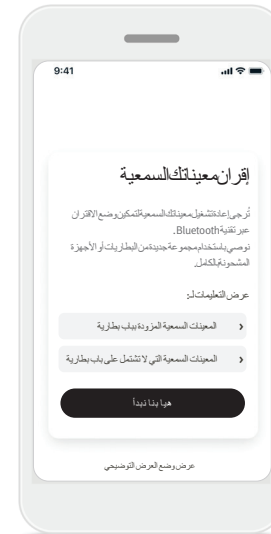 9:41
إقران معيناتك السمعية
تُرجى إعادة تشغيل معيناتك السمعية لتمكين وضع الاقتران
عبر تقنية Bluetooth.
نوصي باستخدام مجموعة جديدة من البطاريات أو الأجهزة
المشحونة بالكامل.
عرض التعليمات لـ:
المعينات السمعية المزودة بباب بطارية
المعينات السمعية التي لا تشتمل على باب بطارية
هيا بنا نبدأ
عرض وضع العرض التوضيحي